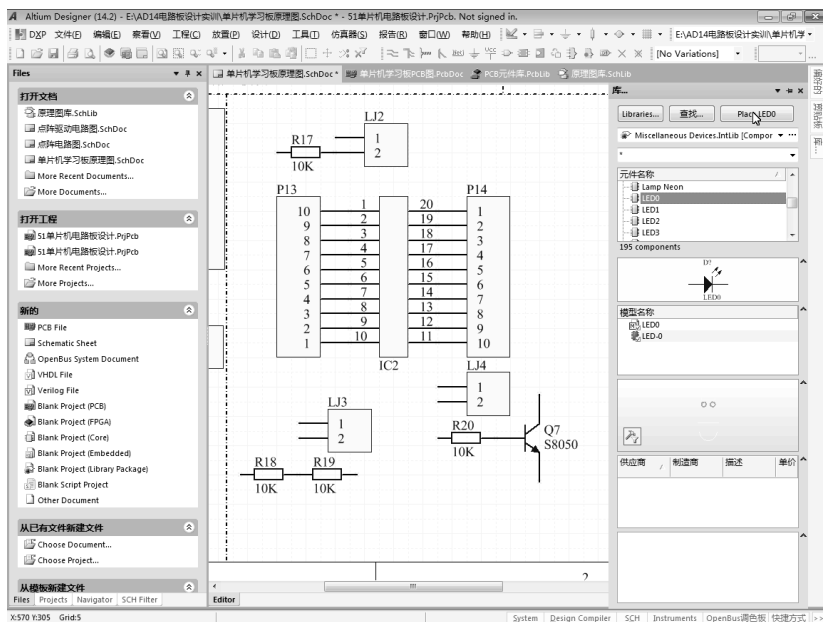 Altium Designer (14.2) - E:\AD14电路板设计实训\单片机学习板原理图.SchDoc * - 51单片机电路板设计.PrjPcb. Not signed in.
DXP 文件(F) 编辑(E) 察看(V) 工程(C) 放置(P) 设计(D) 工具(T) 仿真器(S) 报告(R) 窗口(W) 帮助(H) E:\AD14电路板设计实训\单片机学
[No Variations]
Files
单片机学习板原理图.SchDoc * 单片机学习板PCB图.PcbDoc PCB元件库.PcbLib 原理图库.SchLib
打开文档
原理图库.SchLib
点阵驱动电路图.SchDoc
点阵电路图.SchDoc
单片机学习板原理图.SchDoc
More Recent Documents...
More Documents...
打开工程
51单片机电路板设计.PrjPcb
51单片机电路板设计.PrjPcb
More Recent Projects...
More Projects...
新的
PCB File
Schematic Sheet
OpenBus System Document
VHDL File
Verilog File
Blank Project (PCB)
Blank Project (FPGA)
Blank Project (Core)
Blank Project (Embedded)
Blank Project (Library Package)
Blank Script Project
Other Document
从已有文件新建文件
Choose Document...
Choose Project...
从模板新建文件
Files Projects Navigator SCH Filter
LJ2
R17 1
2
10K
P13 P14
10 1 20 1
9 2 19 2
8 3 18 3
7 4 17 4
6 5 16 5
5 6 15 6
4 7 14 7
3 8 13 8
2 9 12 9
1 10 11 10
IC2
LJ4
1
2
LJ3
1
2
R20
10K
Q7
S8050
R18 R19
10K 10K
2
Editor
库...
Libraries... 查找... Place LED0
Miscellaneous Devices.IntLib [Compor
*
元件名称
Lamp Neon
LED0
LED1
LED2
LED3
195 components
D?
LED0
模型名称
LED0
LED-0
供应商 制造商 描述 单价
X:570 Y:305 Grid:5
System Design Compiler SCH Instruments OpenBus调色板 快捷方式 >>